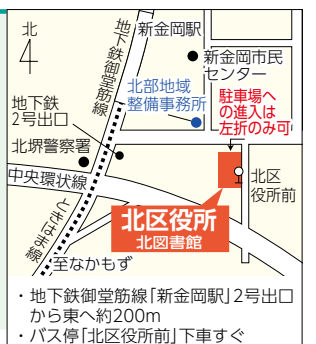 北
4
地下鉄御堂筋線
新金岡駅
新金岡市民
センター
北部地域
整備事務所
地下鉄
2号出口
駐車場へ
の進入は
左折のみ可
北堺警察署
中央環状線
北区
役所前
ときはま線
北区役所
北図書館
至なかもず
・地下鉄御堂筋線「新金岡駅」2号出口
から東へ約200m
・バス停「北区役所前」下車すぐ